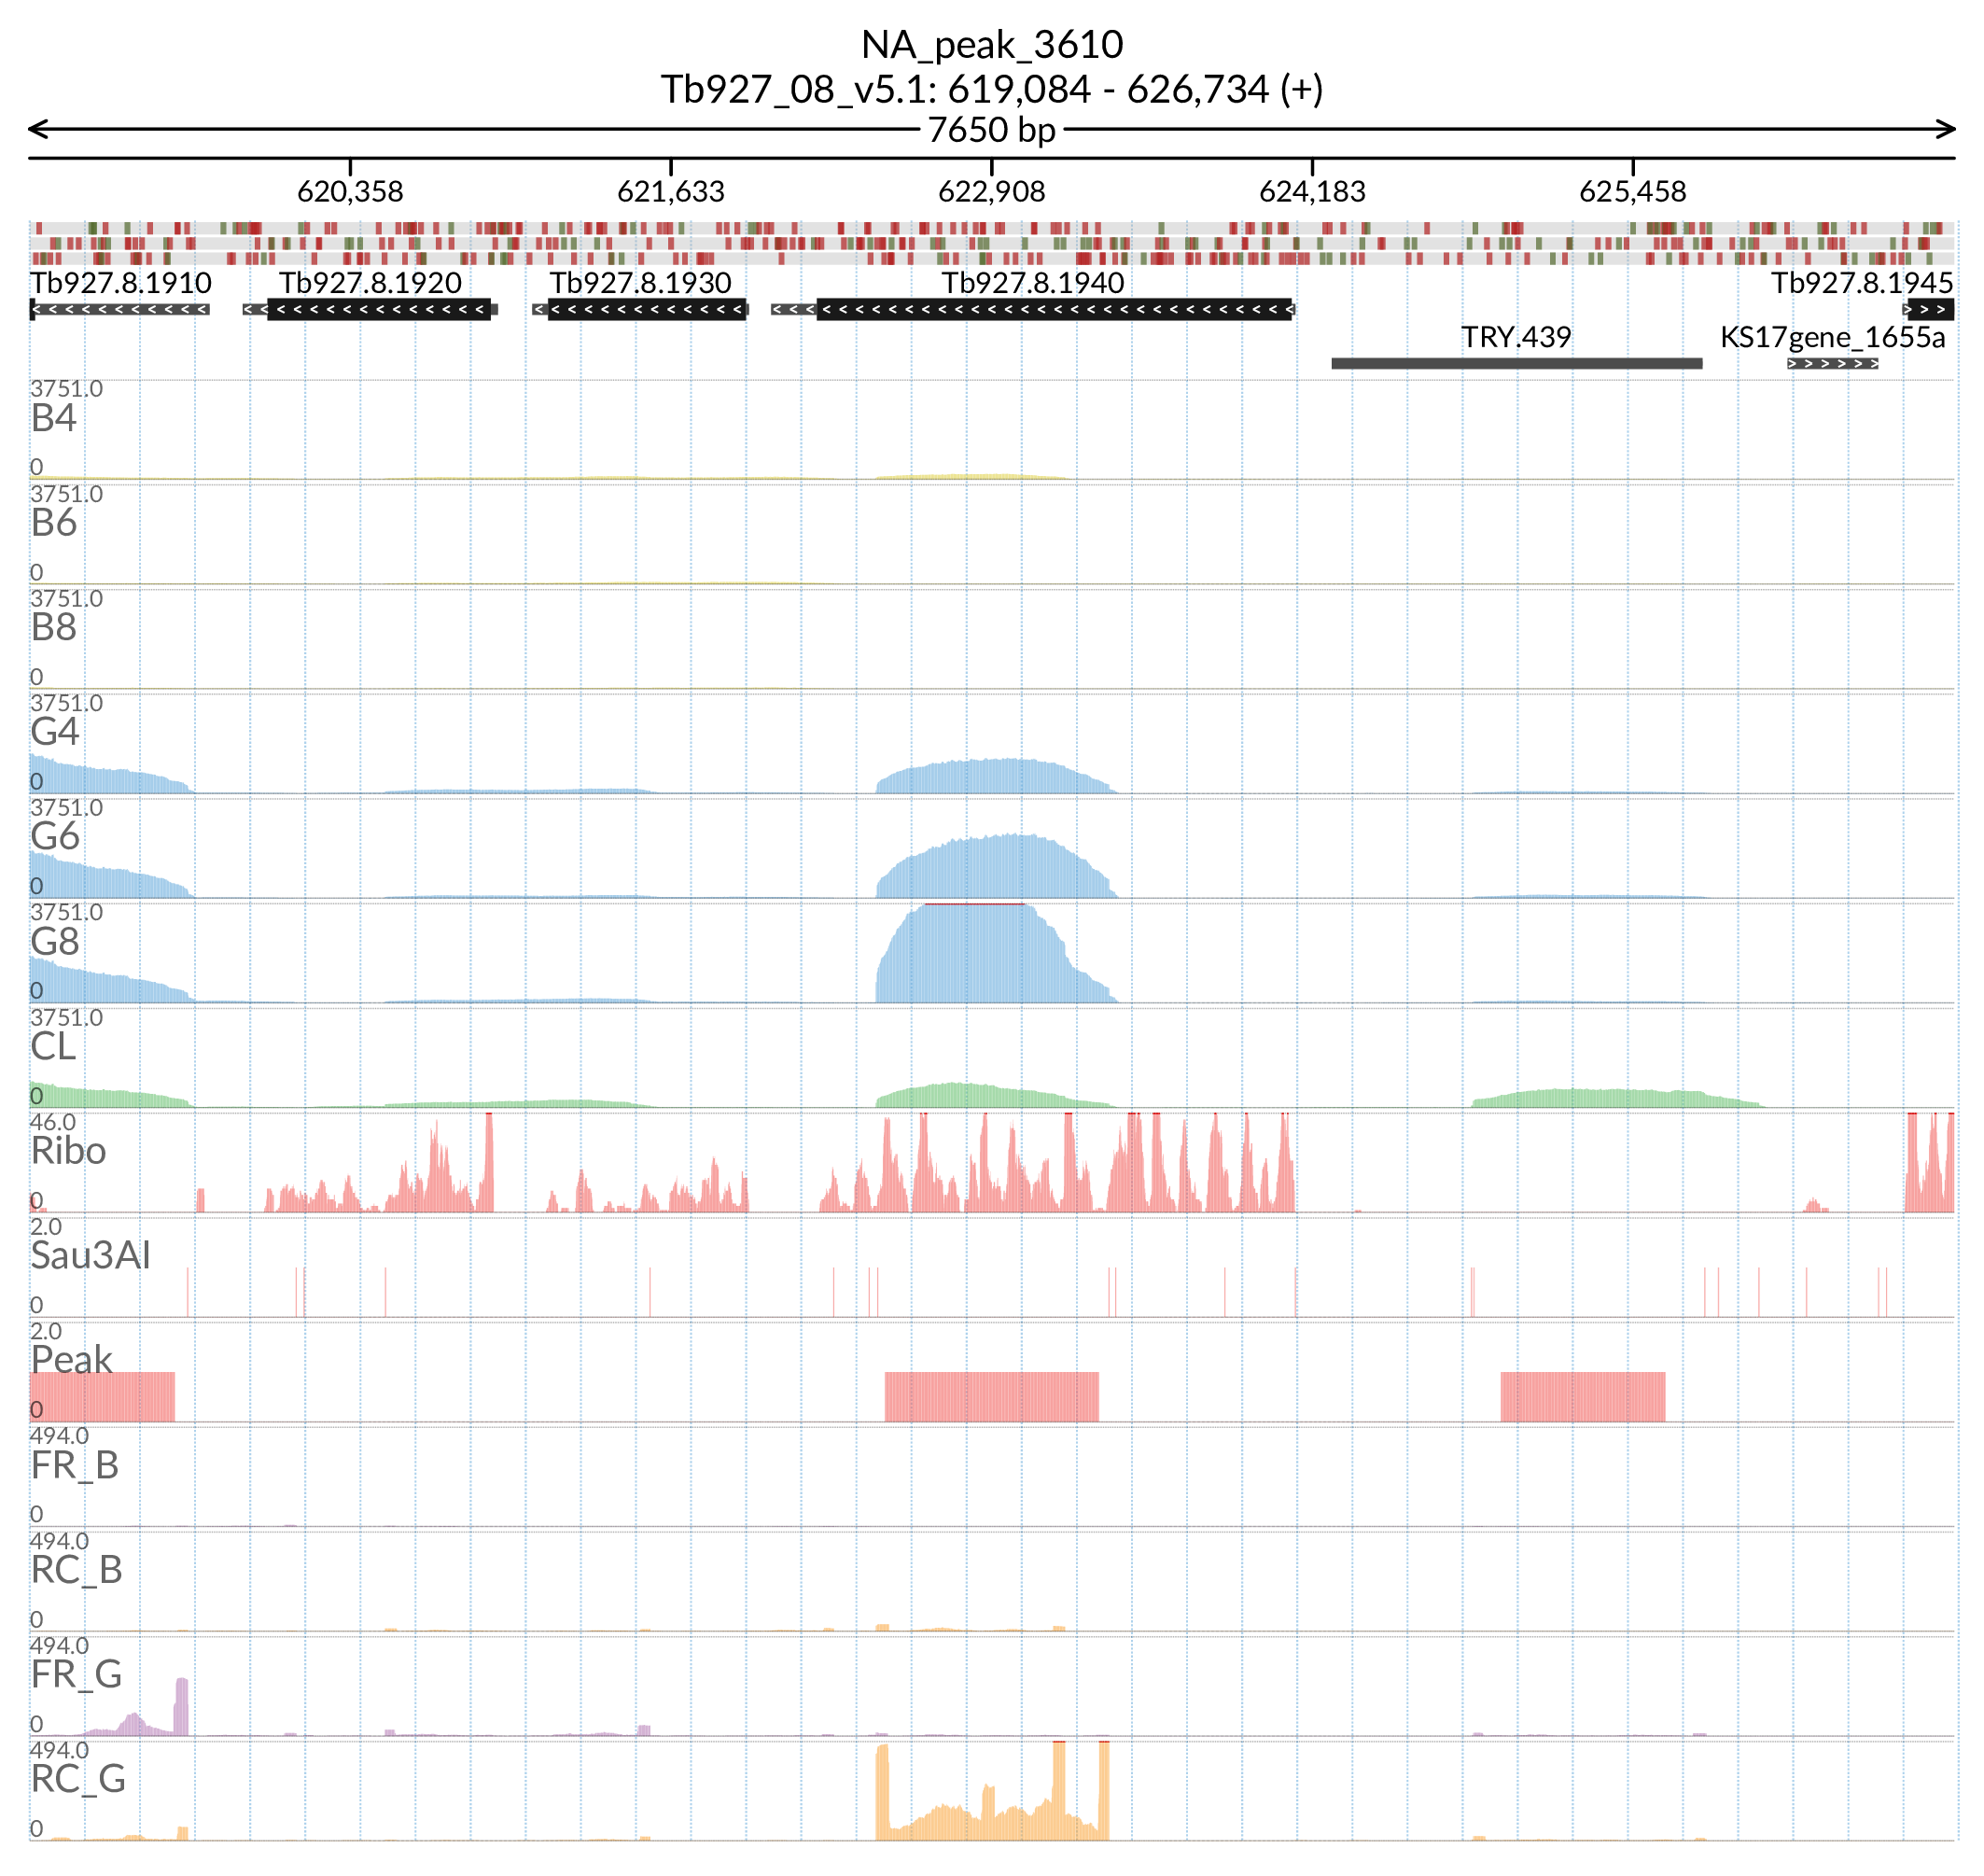 NA_peak_3610
Tb927_08_v5.1: 619,084 - 626,734 (+)
7650 bp
620,358 621,633 622,908 624,183 625,458
Tb927.8.1910 Tb927.8.1920 Tb927.8.1930 Tb927.8.1940 Tb927.8.1945
TRY.439 KS17gene_1655a
3751.0
B4
0
3751.0
B6
0
3751.0
B8
0
3751.0
G4
0
3751.0
G6
0
3751.0
G8
0
3751.0
CL
0
46.0
Ribo
0
2.0
Sau3AI
0
2.0
Peak
0
494.0
FR_B
0
494.0
RC_B
0
494.0
FR_G
0
494.0
RC_G
0